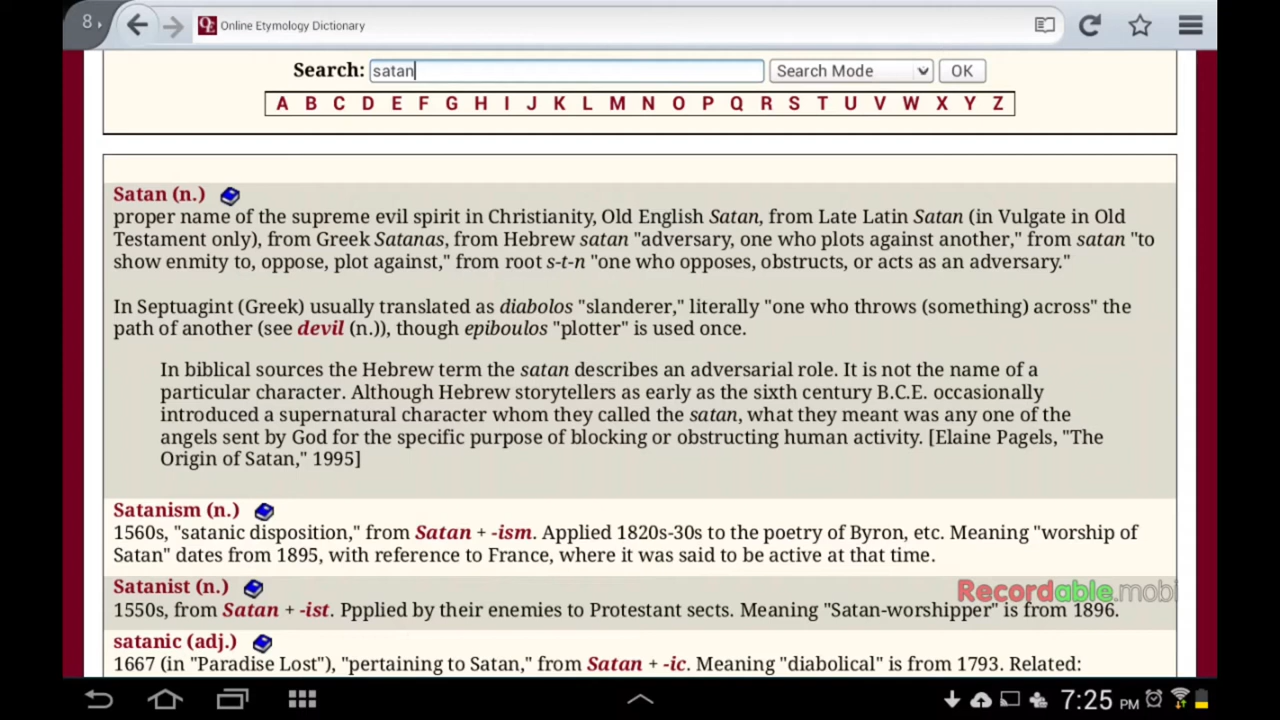 8
Online Etymology Dictionary
Search: satan Search Mode OK
A B C D E F G H I J K L M N O P Q R S T U V W X Y Z
Satan (n.)
proper name of the supreme evil spirit in Christianity, Old English Satan, from Late Latin Satan (in Vulgate in Old
Testament only), from Greek Satanas, from Hebrew satan "adversary, one who plots against another," from satan "to
show enmity to, oppose, plot against," from root s-t-n "one who opposes, obstructs, or acts as an adversary."
In Septuagint (Greek) usually translated as diabolos "slanderer," literally "one who throws (something) across" the
path of another (see devil (n.)), though epiboulos "plotter" is used once.
In biblical sources the Hebrew term the satan describes an adversarial role. It is not the name of a
particular character. Although Hebrew storytellers as early as the sixth century B.C.E. occasionally
introduced a supernatural character whom they called the satan, what they meant was any one of the
angels sent by God for the specific purpose of blocking or obstructing human activity. [Elaine Pagels, "The
Origin of Satan," 1995]
Satanism (n.)
1560s, "satanic disposition," from Satan + -ism. Applied 1820s-30s to the poetry of Byron, etc. Meaning "worship of
Satan" dates from 1895, with reference to France, where it was said to be active at that time.
Satanist (n.)
Recordable.mobi
1550s, from Satan + -ist. Ppplied by their enemies to Protestant sects. Meaning "Satan-worshipper" is from 1896.
satanic (adj.)
1667 (in "Paradise Lost"), "pertaining to Satan," from Satan + -ic. Meaning "diabolical" is from 1793. Related:
7:25 PM